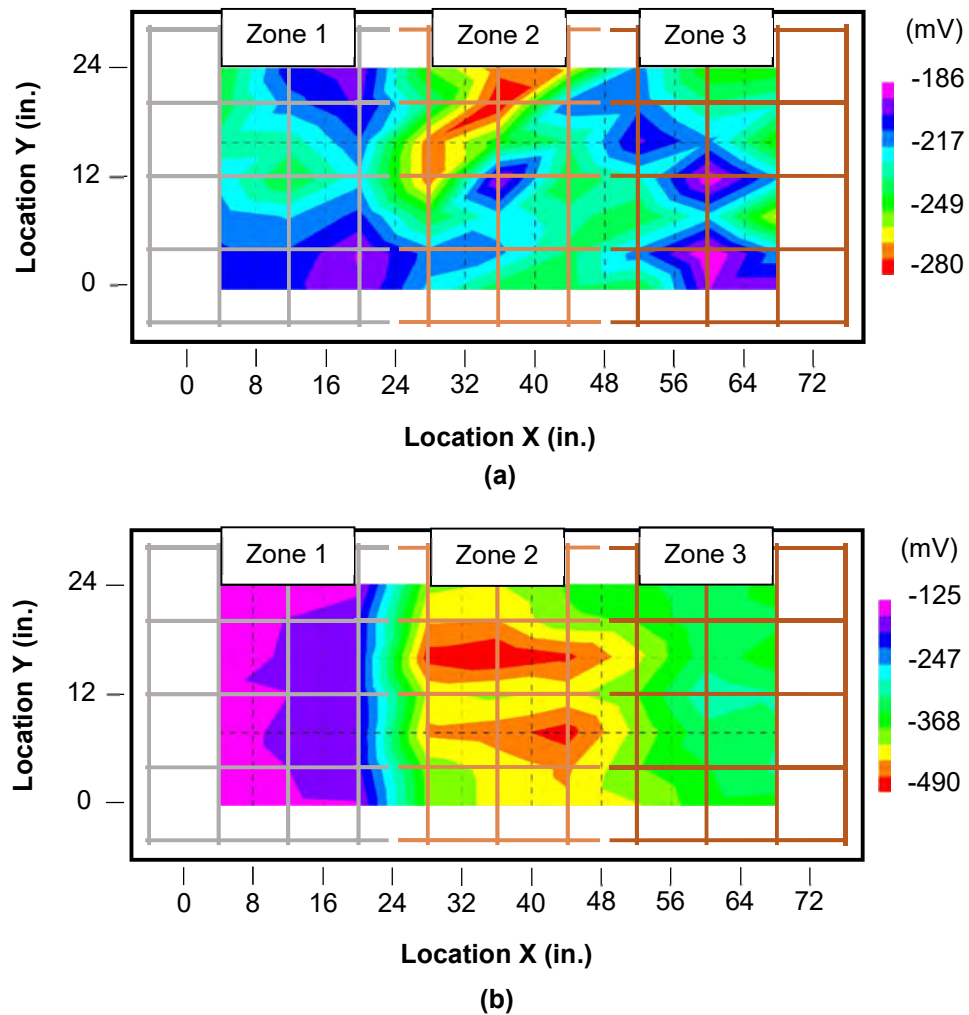 Zone 1 Zone 2 Zone 3 (mV)
24
12
0
Location Y (in.)
-186
-217
-249
-280
0 8 16 24 32 40 48 56 64 72
Location X (in.)
(a)
Zone 1 Zone 2 Zone 3 (mV)
24
12
0
Location Y (in.)
-125
-247
-368
-490
0 8 16 24 32 40 48 56 64 72
Location X (in.)
(b)